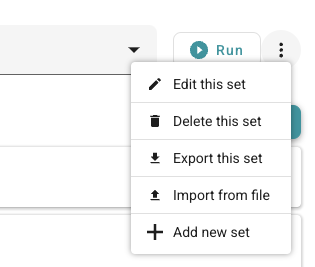 Run
Edit this set
Delete this set
Export this set
Import from file
Add new set